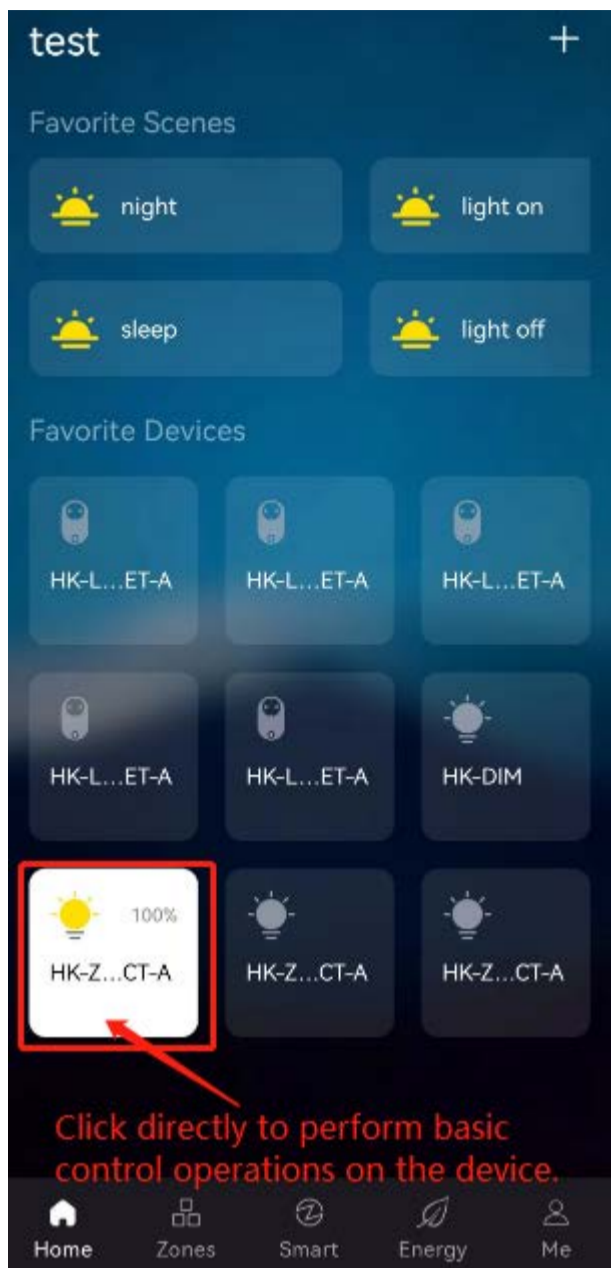 test
Favorite Scenes
night light on
sleep light off
Favorite Devices
HK-L...ET-A HK-L...ET-A HK-L...ET-A
HK-L...ET-A HK-L...ET-A HK-DIM
100%
HK-Z...CT-A HK-Z...CT-A HK-Z...CT-A
Click directly to perform basic
control operations on the device.
Home Zones Smart Energy Me